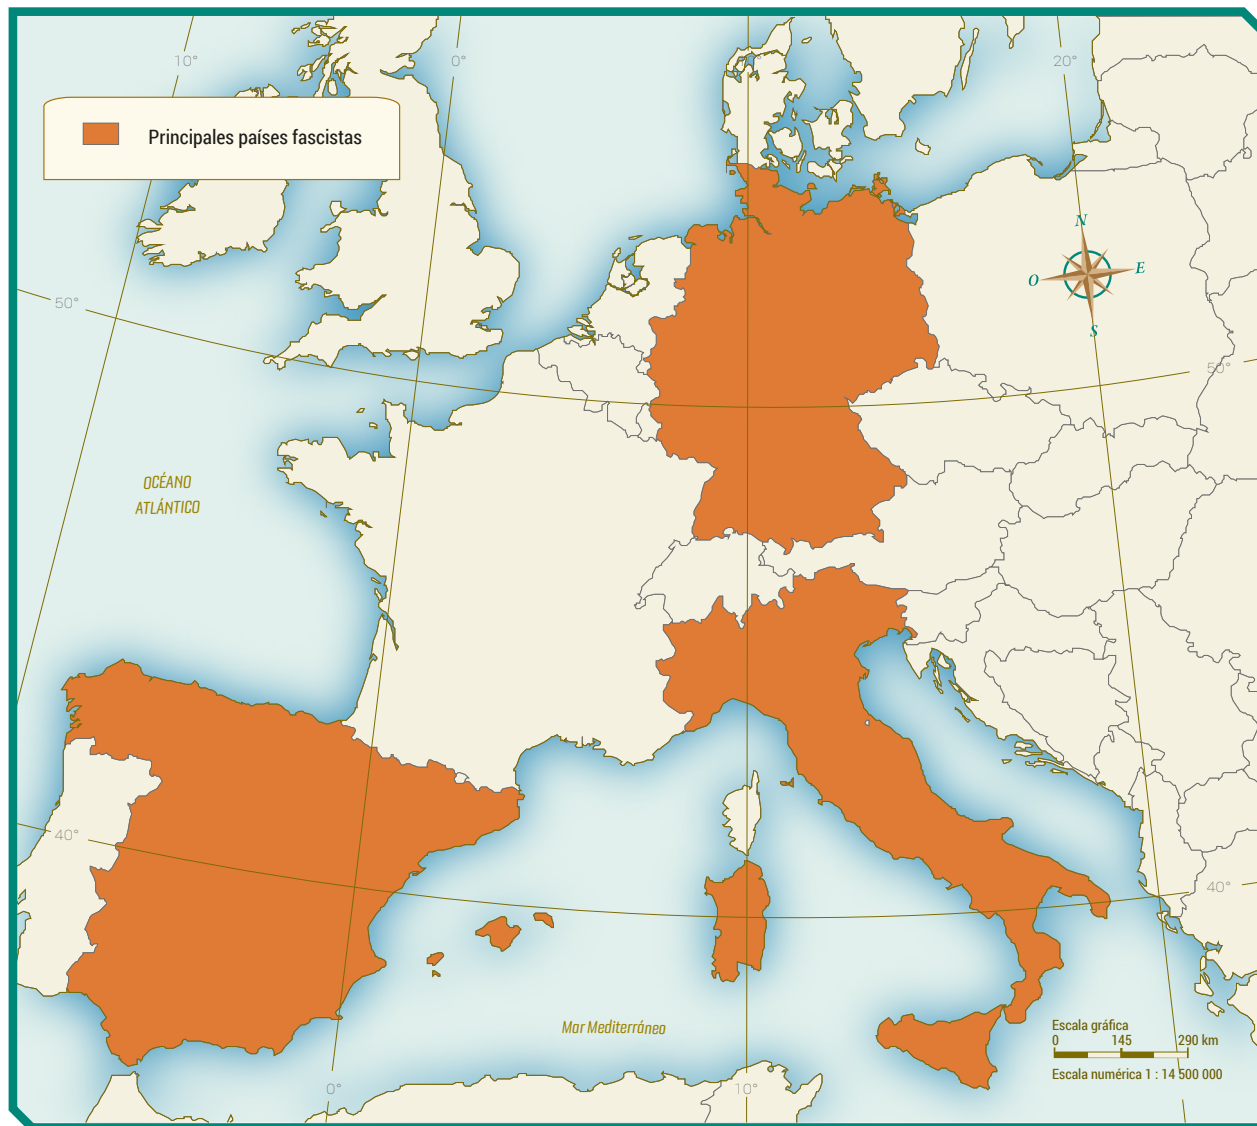 10°
0°
20°
Principales países fascistas
N
O
E
S
50°
50°
OCÉANO
ATLÁNTICO
40°
40°
Mar Mediterráneo
Escala gráfica
0 145 290 km
Escala numérica 1 : 14 500 000
0°
10°